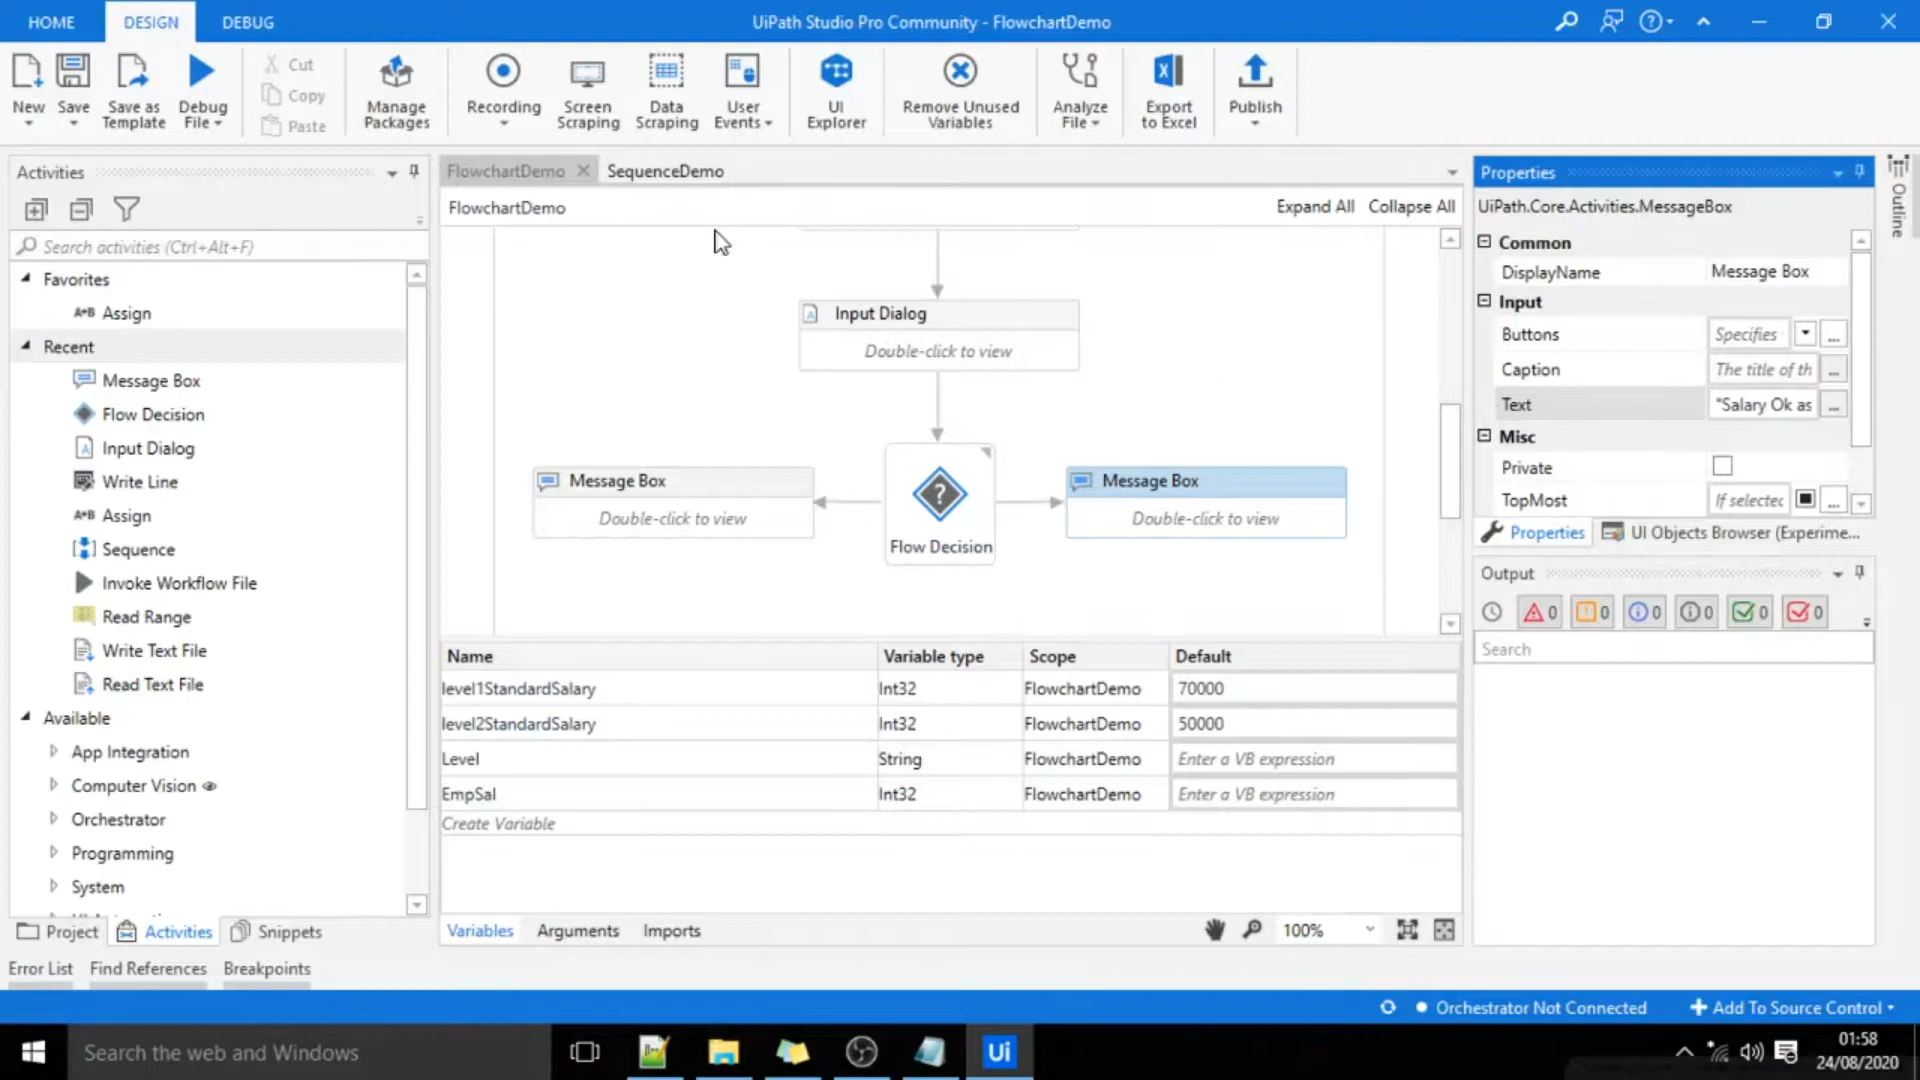 HOME
DESIGN
DEBUG
UiPath Studio Pro Community - FlowchartDemo
New
Save
Save as
Template
Debug
File
Cut
Copy
Paste
Manage
Packages
Recording
Screen
Scraping
Data
Scraping
User
Events
UI
Explorer
Remove Unused
Variables
Analyze
File
Export
to Excel
Publish
Activities
Search activities (Ctrl+Alt+F)
Favorites
A+B Assign
Recent
Message Box
Flow Decision
Input Dialog
Write Line
A+B Assign
Sequence
Invoke Workflow File
Read Range
Write Text File
Read Text File
Available
App Integration
Computer Vision
Orchestrator
Programming
System
Project
Activities
Snippets
FlowchartDemo
SequenceDemo
FlowchartDemo
Expand All
Collapse All
Input Dialog
Double-click to view
Message Box
Double-click to view
?
Flow Decision
Message Box
Double-click to view
Name Variable type Scope Default
level1StandardSalary Int32 FlowchartDemo 70000
level2StandardSalary Int32 FlowchartDemo 50000
Level String FlowchartDemo Enter a VB expression
EmpSal Int32 FlowchartDemo Enter a VB expression
Create Variable
Variables
Arguments
Imports
100%
Properties
UiPath.Core.Activities.MessageBox
Common
DisplayName Message Box
Input
Buttons Specifies ...
Caption The title of th ...
Text "Salary Ok as ...
Misc
Private
TopMost If selectec ...
Properties
UI Objects Browser (Experime...
Output
0 0 0 0 0 0
Search
Outline
Error List
Find References
Breakpoints
Orchestrator Not Connected
Add To Source Control
Search the web and Windows
Ui
01:58
24/08/2020